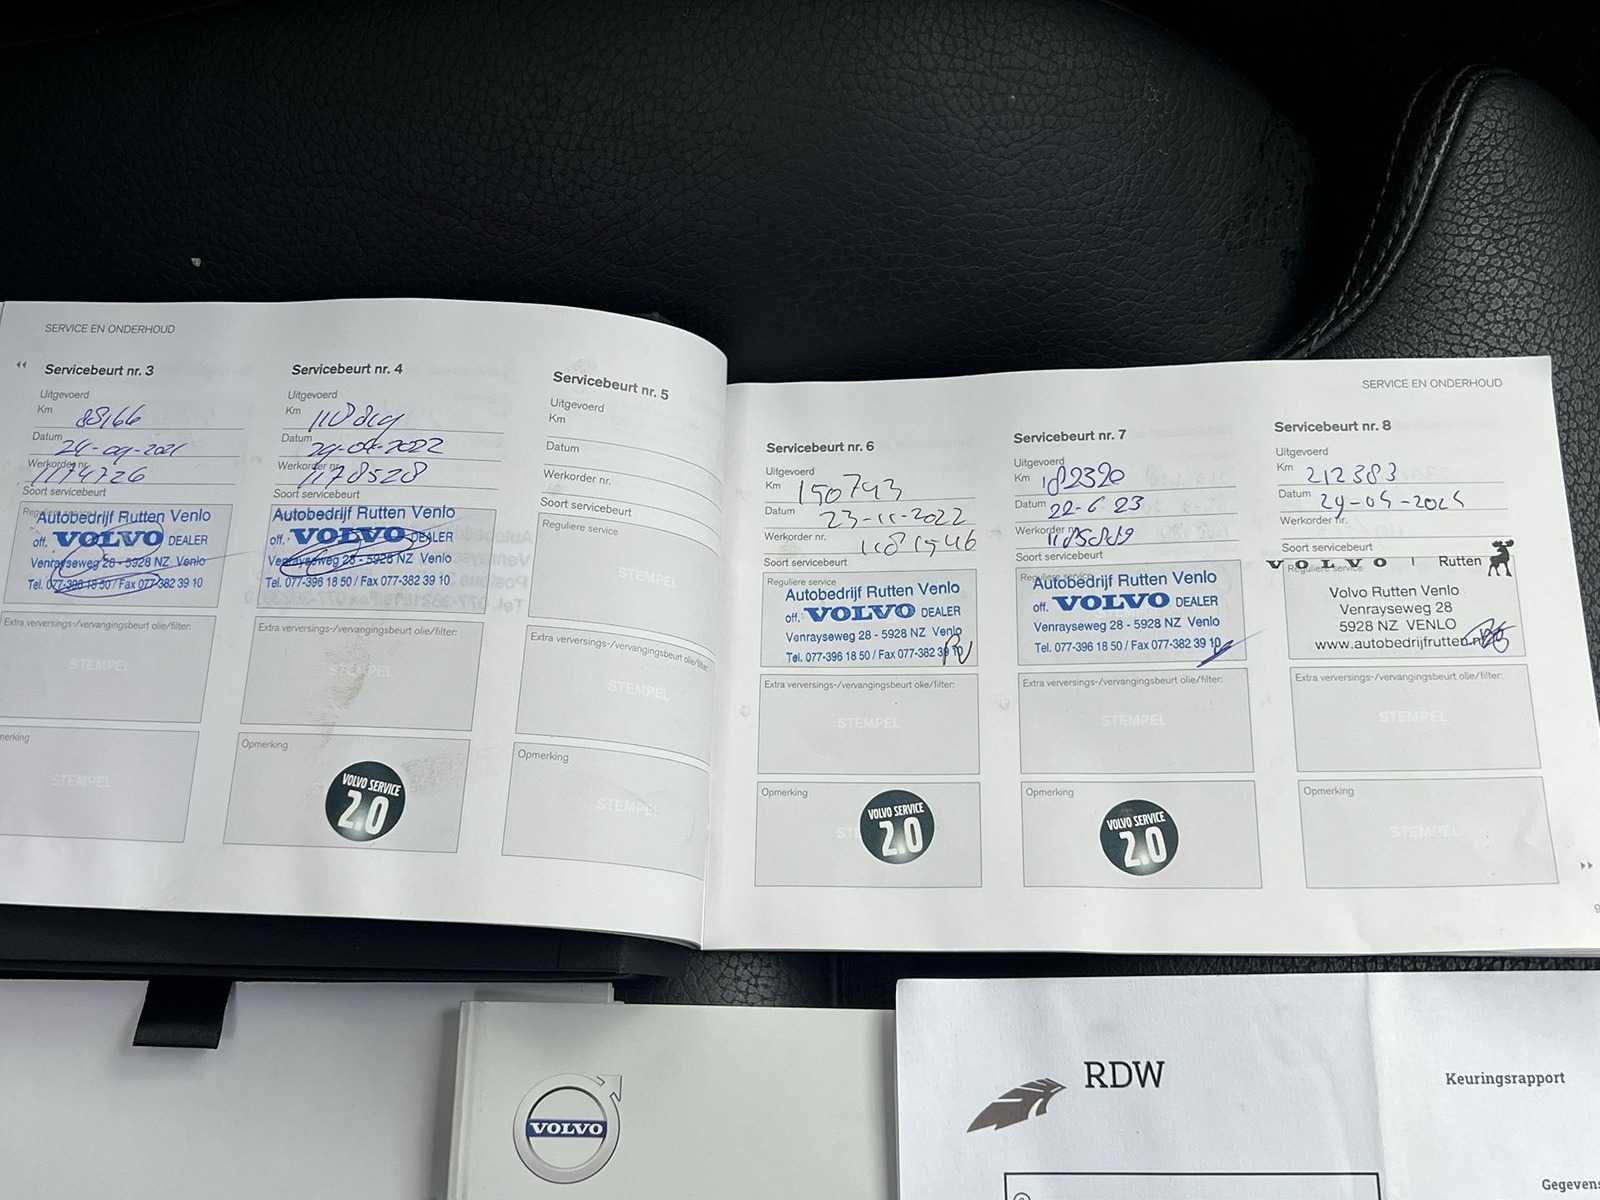 SERVICE EN ONDERHOUD
Servicebeurt nr. 3
Uitgevoerd
Km 88166
Datum 24-09-2021
Werkorder nr.
1174726
Soort servicebeurt
Autobedrijf Rutten Venlo
off. VOLVO DEALER
Venrayseweg 28 - 5928 NZ Venlo
Tel. 077-396 18 50 / Fax 077-382 39 10
Extra verversings-/vervangingsbeurt olie/filter:
STEMPEL
merking
STEMPEL
Servicebeurt nr. 4
Uitgevoerd
Km
Datum
Werkorder nr.
1178528
Soort servicebeurt
Autobedrijf Rutten Venlo
off. VOLVO DEALER
Venrayseweg 28 - 5928 NZ Venlo
Tel. 077-396 18 50 / Fax 077-382 39 10
Extra verversings-/vervangingsbeurt olie/filter:
STEMPEL
Opmerking
VOLVO SERVICE
2.0
Servicebeurt nr. 5
Uitgevoerd
Km
Datum
Werkorder nr.
Soort servicebeurt
Reguliere service
STEMPEL
Extra verversings-/vervangingsbeurt olie/filter:
STEMPEL
Opmerking
STEMPEL
SERVICE EN ONDERHOUD
Servicebeurt nr. 6
Uitgevoerd
Km 150743
Datum 23-11-2022
Werkorder nr. 1181546
Soort servicebeurt
Reguliere service
Autobedrijf Rutten Venlo
off. VOLVO DEALER
Venrayseweg 28 - 5928 NZ Venlo
Tel. 077-396 18 50 / Fax 077-382 39 10
Extra verversings-/vervangingsbeurt olie/filter:
STEMPEL
Opmerking
VOLVO SERVICE
2.0
Servicebeurt nr. 7
Uitgevoerd
Km 182320
Datum 22-6-23
Werkorder nr.
Soort servicebeurt
Reguliere service
Autobedrijf Rutten Venlo
off. VOLVO DEALER
Venrayseweg 28 - 5928 NZ Venlo
Tel. 077-396 18 50 / Fax 077-382 39 10
Extra verversings-/vervangingsbeurt olie/filter:
STEMPEL
Opmerking
VOLVO SERVICE
2.0
Servicebeurt nr. 8
Uitgevoerd
Km 212383
Datum
Werkorder nr.
Soort servicebeurt
Reguliere service
VOLVO | Rutten
Volvo Rutten Venlo
Venrayseweg 28
5928 NZ VENLO
www.autobedrijfrutten.nl
Extra verversings-/vervangingsbeurt olie/filter:
STEMPEL
Opmerking
STEMPEL
VOLVO
RDW
Keuringsrapport
Gegevens